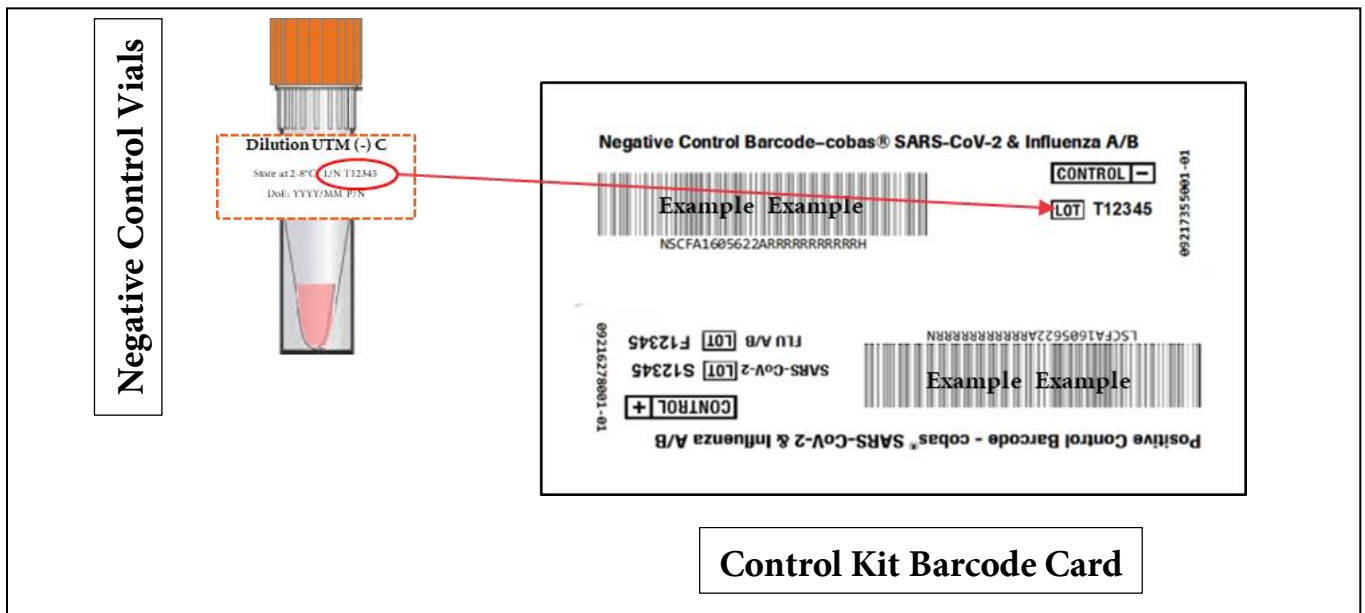 Negative Control Vials
Dilution UTM (-) C
Store at 2-8°C L/N T12345
DoE: YYYY/MM P/N
Negative Control Barcode–cobas® SARS-CoV-2 & Influenza A/B
CONTROL –
Example Example
LOT T12345
NSCFA1605622ARRRRRRRRRRRH
09217355001-01
Positive Control Barcode - cobas® SARS-CoV-2 & Influenza A/B
CONTROL +
Example Example
SARS-CoV-2 LOT S12345
FLU A/B LOT F12345
LSCFA1605622ARRRRRRRRRRRN
09216278001-01
Control Kit Barcode Card